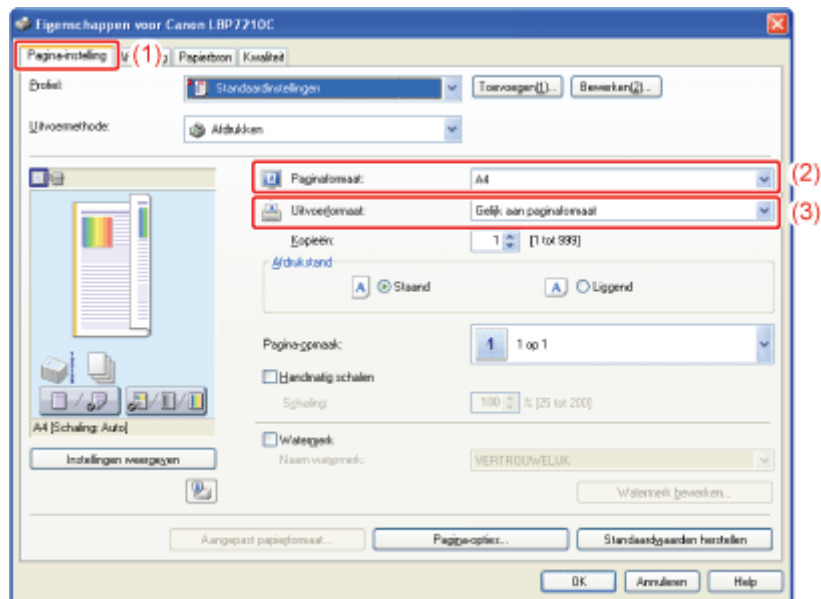 Eigenschappen voor Canon LBP7210C
Pagina-instelling (1) Papierbron Kwaliteit
Profiel: Standaardinstellingen Toevoegen(1)... Bewerken(2)...
Uitvoermethode: Afdrukken
Paginaformaat: A4 (2)
Uitvoerformaat: Gelijk aan paginaformaat (3)
Kopieën: 1 [1 tot 999]
Afdrukstand
A Staand A Liggend
Pagina-opmaak: 1 1 op 1
Handmatig schalen
Schaling: 100 % [25 tot 200]
A4 [Schaling: Auto]
Watermerk
Instellingen weergeven
Naam watermerk: VERTROUWELIJK
Watermerk bewerken...
Aangepast papierformaat... Pagina-opties... Standaardwaarden herstellen
OK Annuleren Help